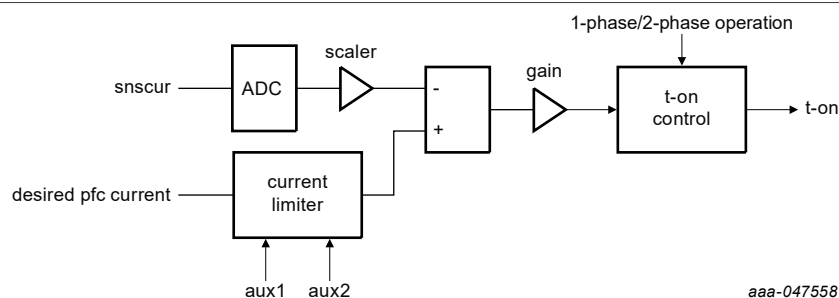 1-phase/2-phase operation
scaler
snscur
ADC
-
+
gain
t-on
control
t-on
desired pfc current
current
limiter
aux1
aux2
aaa-047558